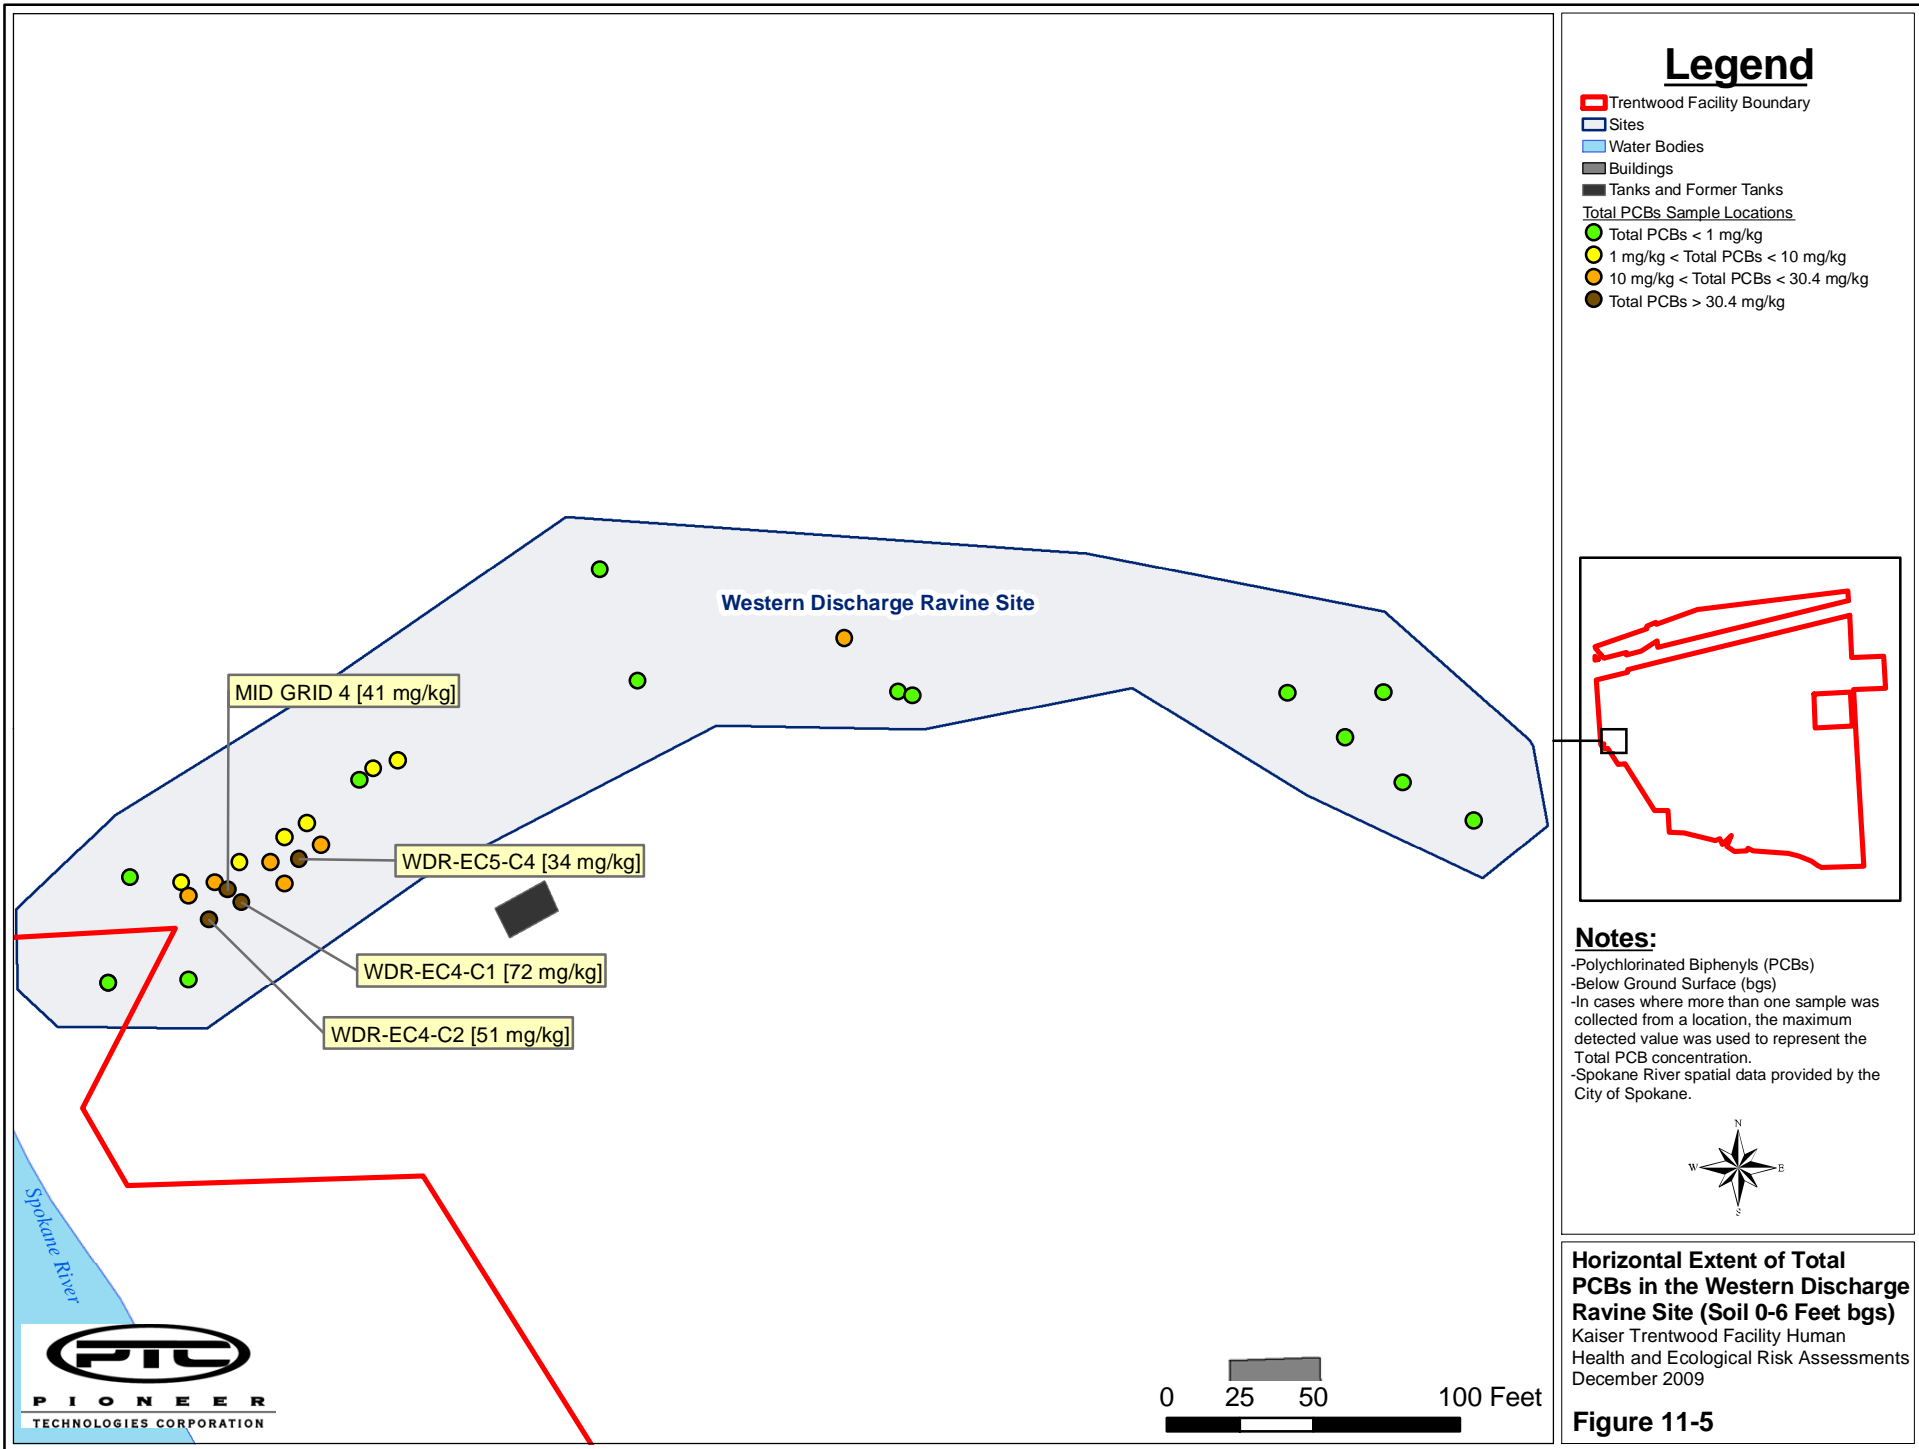 Western Discharge Ravine Site
MID GRID 4 [41 mg/kg]
WDR-EC5-C4 [34 mg/kg]
WDR-EC4-C1 [72 mg/kg]
WDR-EC4-C2 [51 mg/kg]
Spokane River
PTC
PIONEER
TECHNOLOGIES CORPORATION
0 25 50 100 Feet
Legend
Trentwood Facility Boundary
Sites
Water Bodies
Buildings
Tanks and Former Tanks
Total PCBs Sample Locations
Total PCBs < 1 mg/kg
1 mg/kg < Total PCBs < 10 mg/kg
10 mg/kg < Total PCBs < 30.4 mg/kg
Total PCBs > 30.4 mg/kg
Notes:
-Polychlorinated Biphenyls (PCBs)
-Below Ground Surface (bgs)
-In cases where more than one sample was
collected from a location, the maximum
detected value was used to represent the
Total PCB concentration.
-Spokane River spatial data provided by the
City of Spokane.
N
W E
S
Horizontal Extent of Total
PCBs in the Western Discharge
Ravine Site (Soil 0-6 Feet bgs)
Kaiser Trentwood Facility Human
Health and Ecological Risk Assessments
December 2009
Figure 11-5